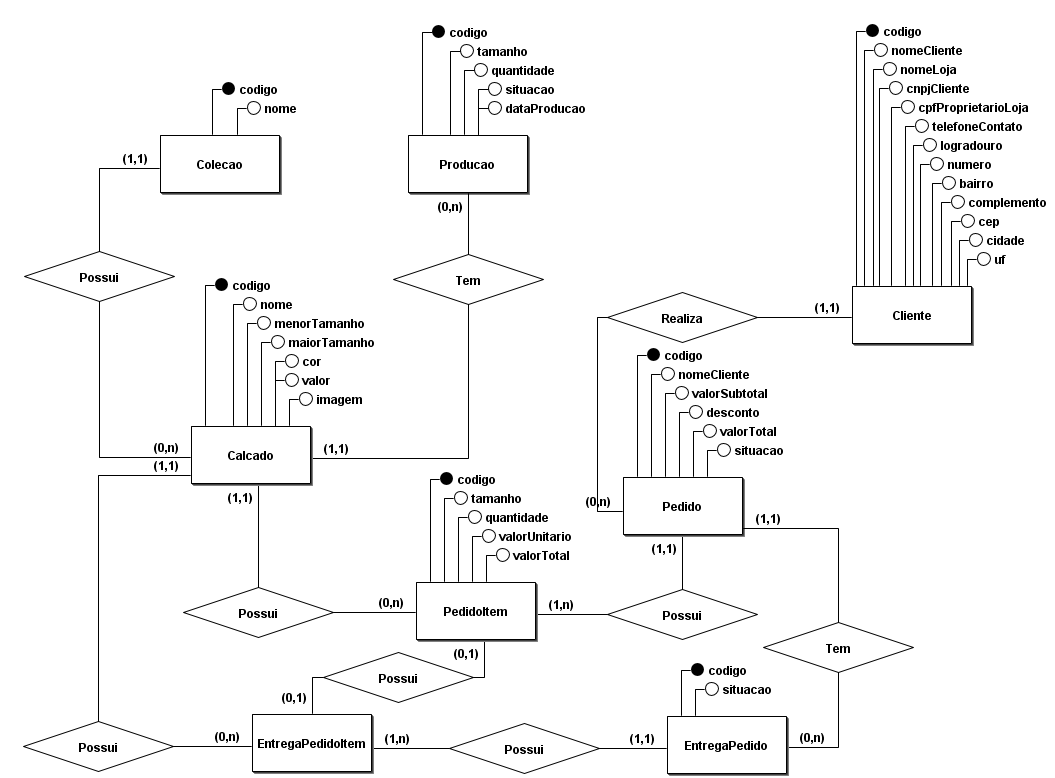 codigo
nome
Colecao
(1,1)
Possui
codigo
tamanho
quantidade
situacao
dataProducao
Producao
(0,n)
Tem
codigo
nomeCliente
nomeLoja
cnpjCliente
cpfProprietarioLoja
telefoneContato
logradouro
numero
bairro
complemento
cep
cidade
uf
Cliente
(1,1)
Realiza
codigo
nome
menorTamanho
maiorTamanho
cor
valor
imagem
Calcado
(0,n)
(1,1)
(1,1)
(1,1)
codigo
nomeCliente
valorSubtotal
desconto
valorTotal
situacao
Pedido
(0,n)
(1,1)
(1,1)
codigo
tamanho
quantidade
valorUnitario
valorTotal
PedidoItem
Possui
(0,n)
(1,n)
Possui
(0,1)
Possui
(0,1)
Tem
codigo
situacao
EntregaPedido
(0,n)
Possui
(0,n)
EntregaPedidoItem
(1,n)
Possui
(1,1)